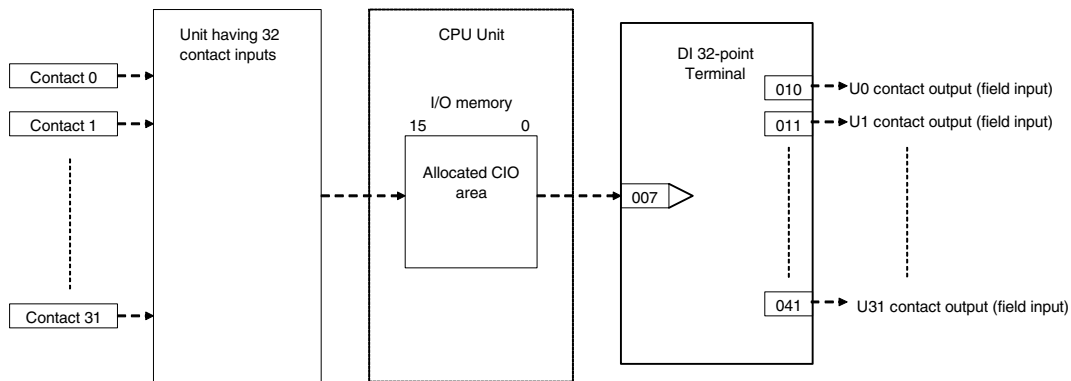 Unit having 32
contact inputs
Contact 0
Contact 1
Contact 31
CPU Unit
I/O memory
15 0
Allocated CIO
area
DI 32-point
Terminal
007
010
U0 contact output (field input)
011
U1 contact output (field input)
041
U31 contact output (field input)